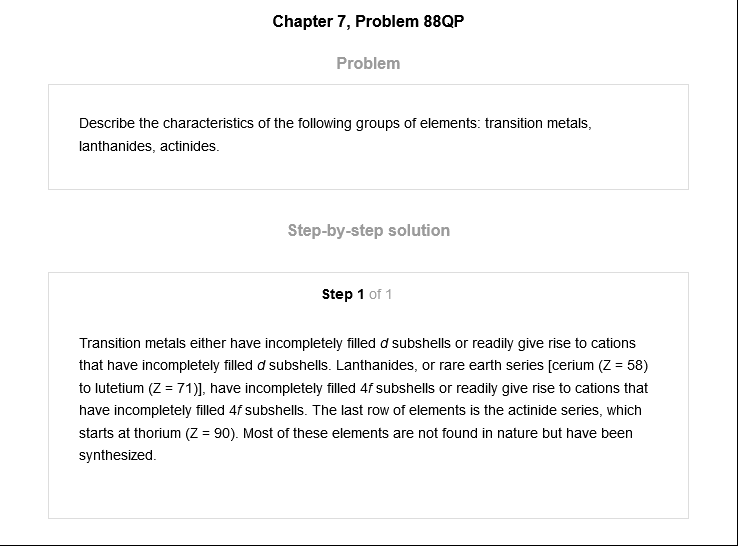 Chapter 7, Problem 88QP
Problem
Describe the characteristics of the following groups of elements: transition metals,
lanthanides, actinides.
Step-by-step solution
Step 1 of 1
Transition metals either have incompletely filled d subshells or readily give rise to cations
that have incompletely filled d subshells. Lanthanides, or rare earth series [cerium (Z = 58)
to lutetium (Z = 71)], have incompletely filled 4f subshells or readily give rise to cations that
have incompletely filled 4f subshells. The last row of elements is the actinide series, which
starts at thorium (Z = 90). Most of these elements are not found in nature but have been
synthesized.